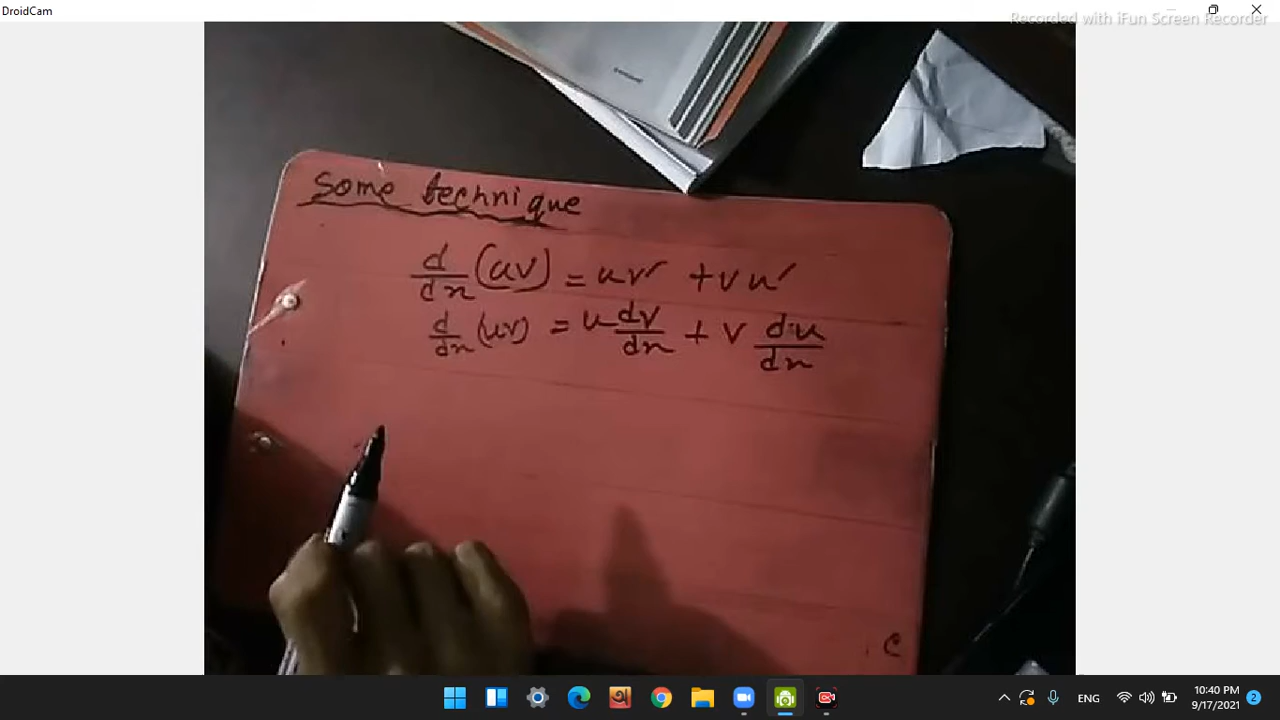 DroidCam
Recorded with iFun Screen Recorder
Some technique
d/dx (uv) = uv' + vu'
d/dx (uv) = u dv/dx + v du/dx
C
ENG
10:40 PM
9/17/2021
2